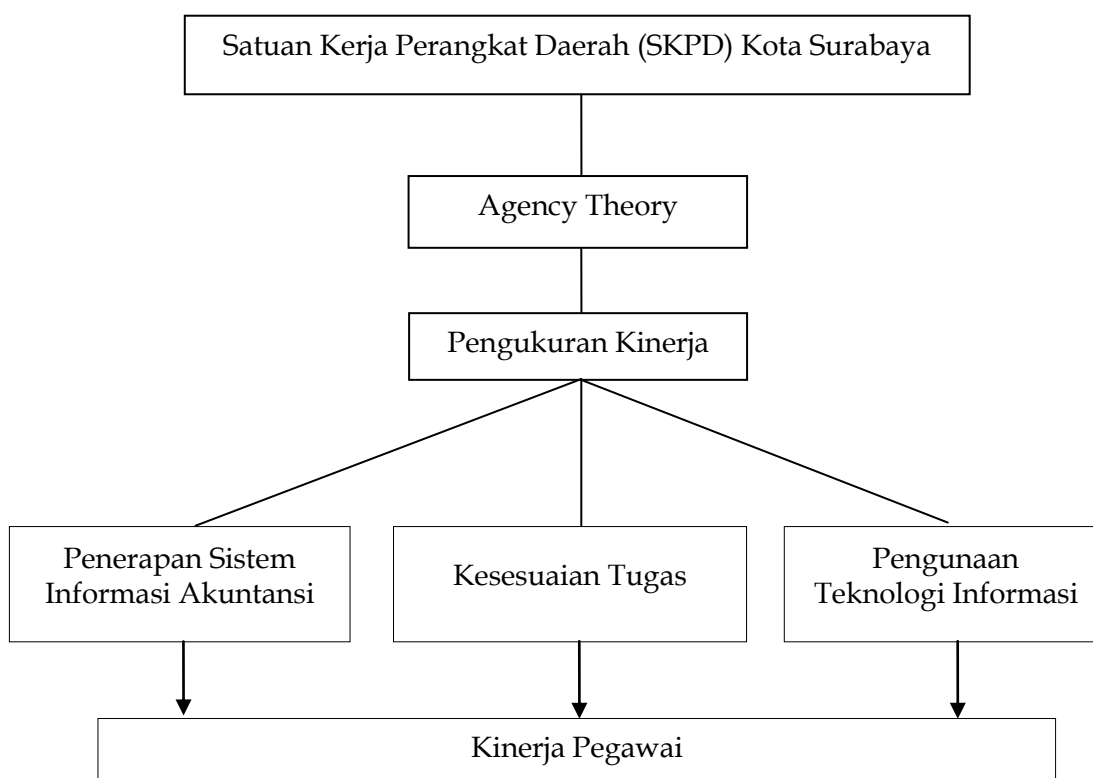 Satuan Kerja Perangkat Daerah (SKPD) Kota Surabaya
Agency Theory
Pengukuran Kinerja
Penerapan Sistem
Informasi Akuntansi
Kesesuaian Tugas
Pengunaan
Teknologi Informasi
Kinerja Pegawai